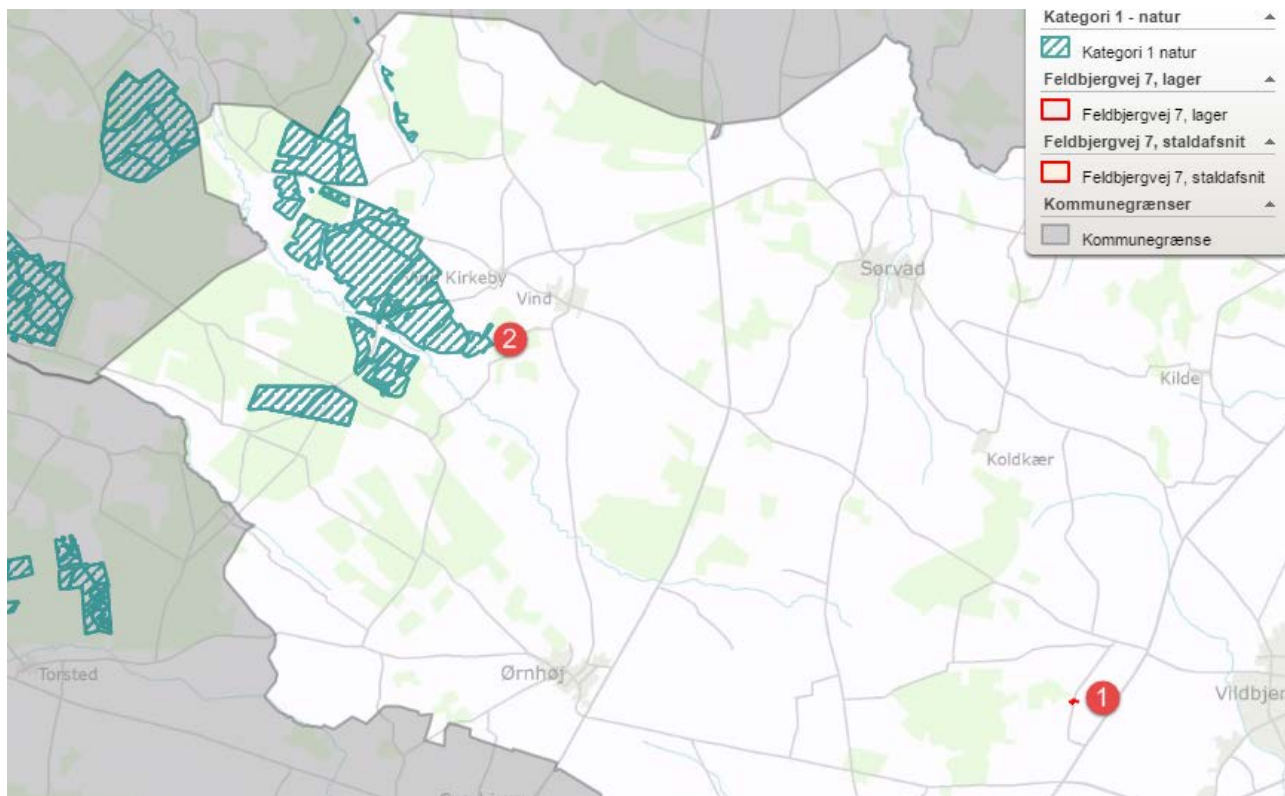 Kategori 1 - natur
Kategori 1 natur
Feldbjergvej 7, lager
Feldbjergvej 7, lager
Feldbjergvej 7, staldafsnit
Feldbjergvej 7, staldafsnit
Kommunegrænser
Kommunegrænse
Sørvad
Kirkeby
Vind
2
Kilde
Koldkær
Torsted
Ørnhøj
1
Vildbjer